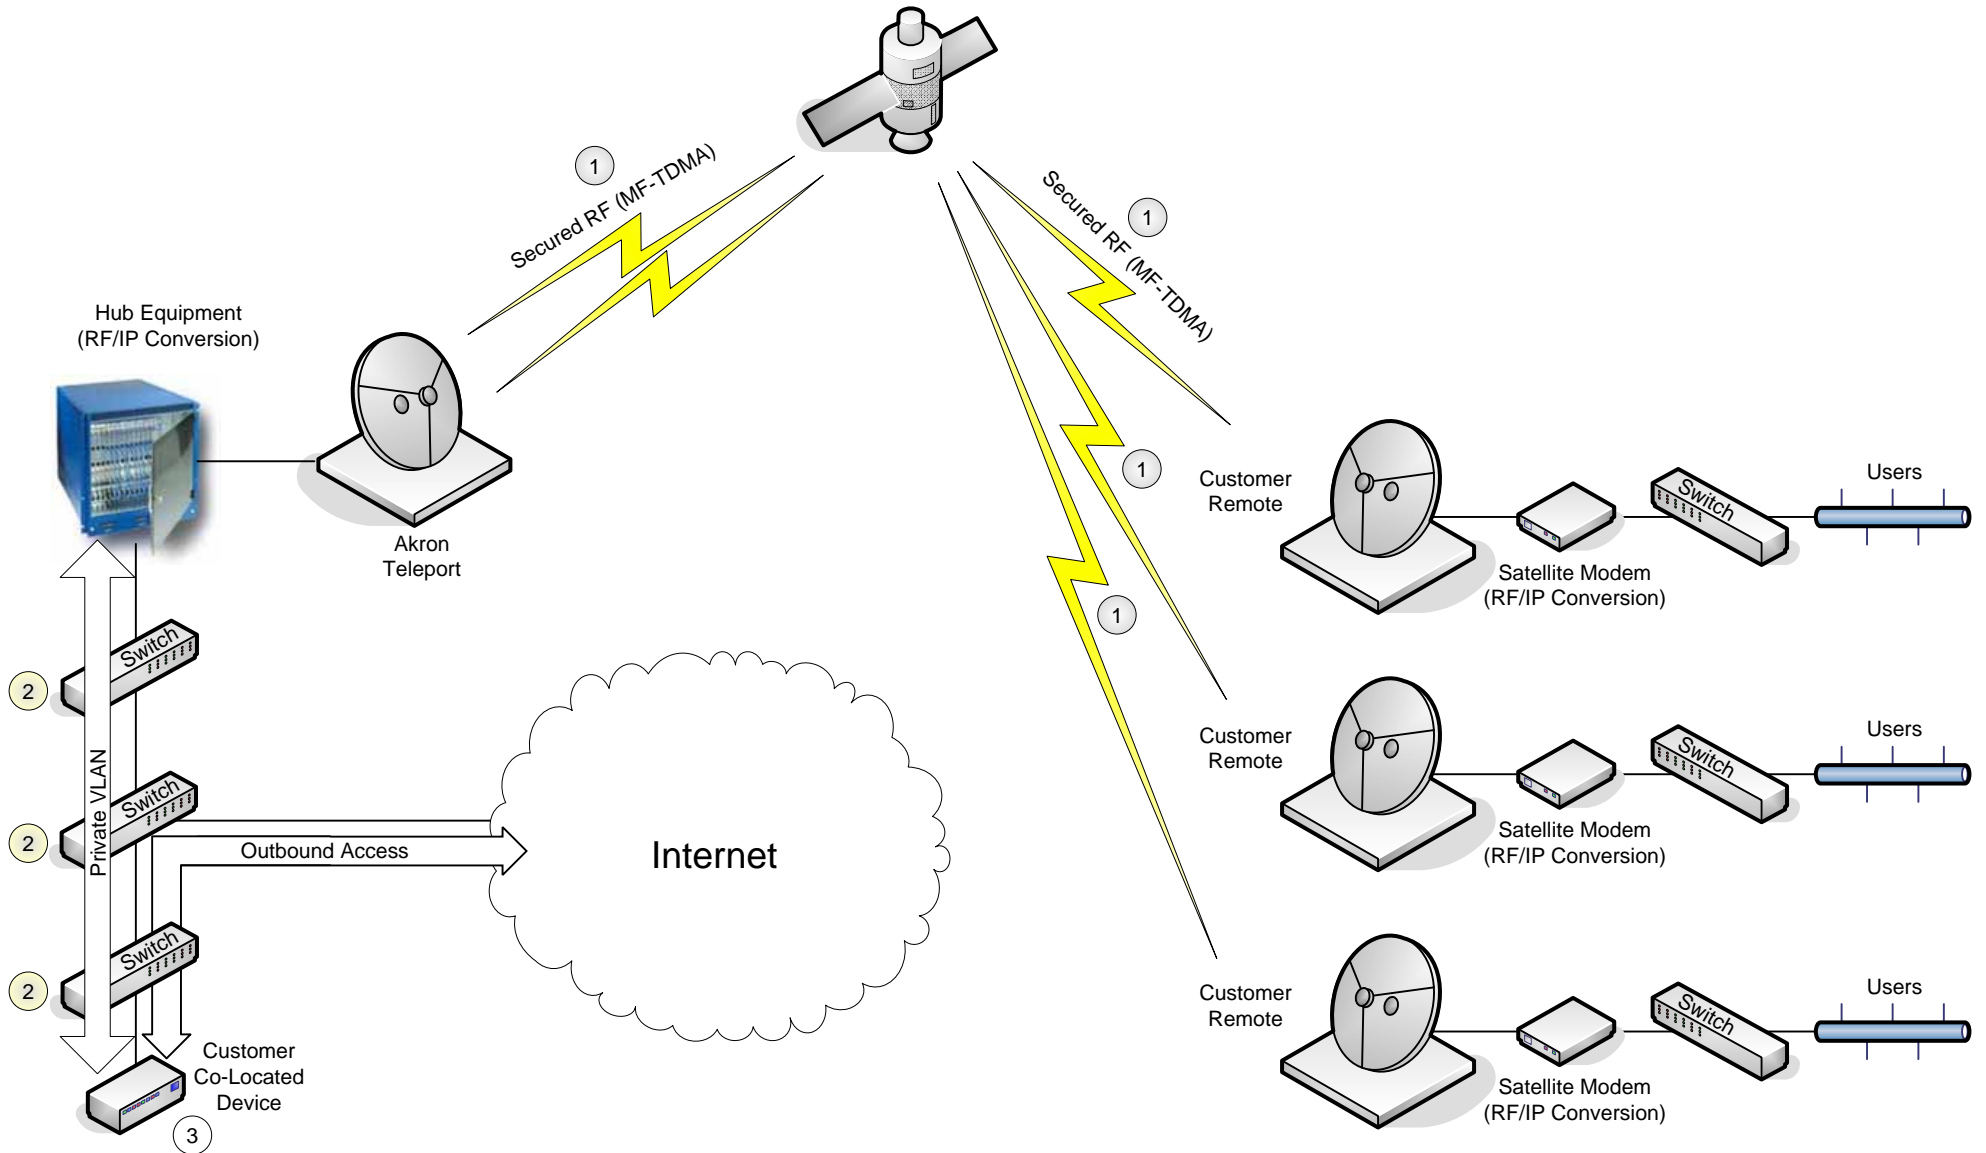 1
Secured RF (MF-TDMA)
1
Secured RF (MF-TDMA)
Hub Equipment
(RF/IP Conversion)
Akron
Teleport
1
1
Customer
Remote
Switch
Users
Satellite Modem
(RF/IP Conversion)
Switch
2
Private VLAN
Switch
2
Outbound Access
Internet
Customer
Remote
Switch
Users
Satellite Modem
(RF/IP Conversion)
Switch
2
Customer
Co-Located
Device
3
Customer
Remote
Switch
Users
Satellite Modem
(RF/IP Conversion)